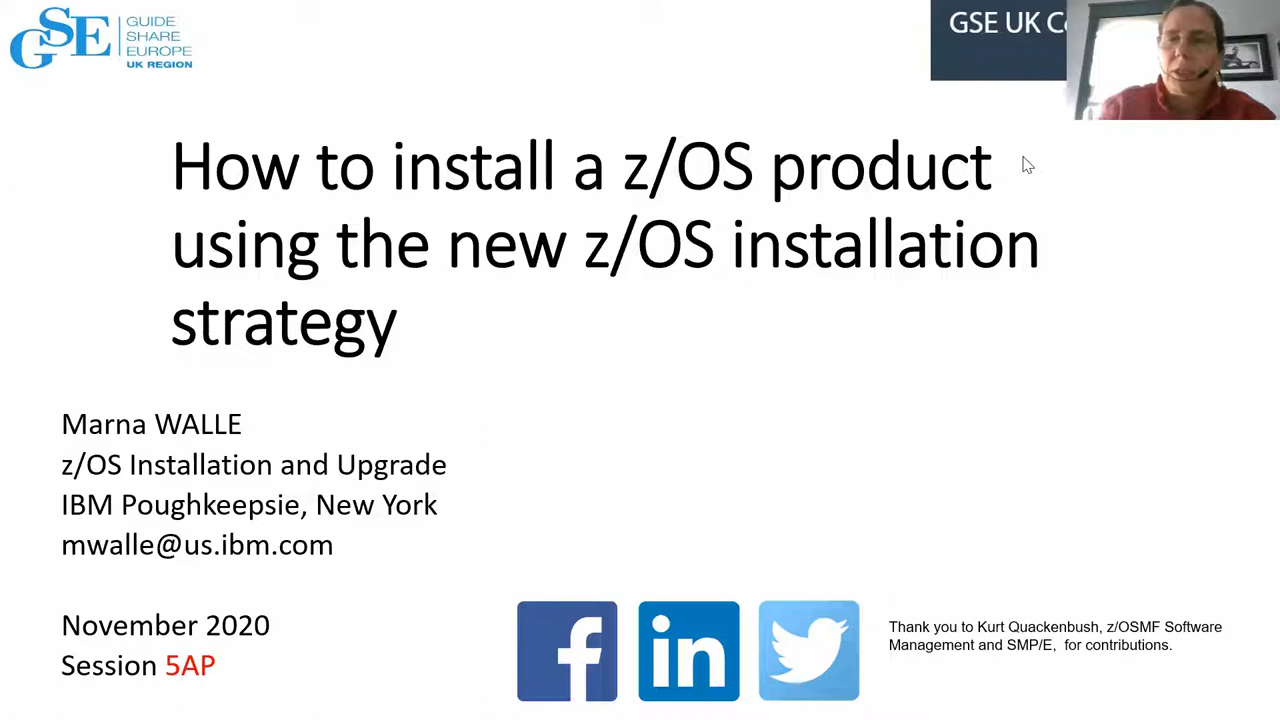 GSE
GUIDE
SHARE
EUROPE
UK REGION
GSE UK
How to install a z/OS product
using the new z/OS installation
strategy
Marna WALLE
z/OS Installation and Upgrade
IBM Poughkeepsie, New York
mwalle@us.ibm.com
November 2020
Session 5AP
f
in
Thank you to Kurt Quackenbush, z/OSMF Software
Management and SMP/E,  for contributions.